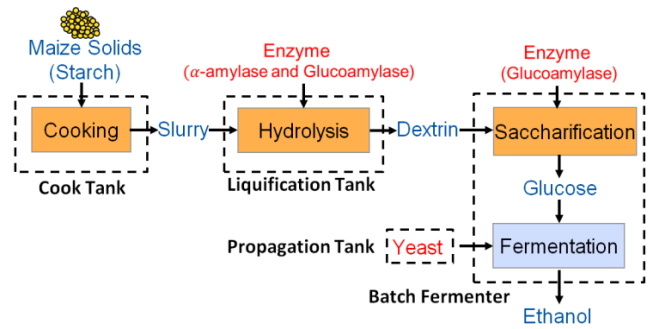 Maize Solids
(Starch)
Enzyme
(α-amylase and Glucoamylase)
Enzyme
(Glucoamylase)
Cooking
Slurry
Hydrolysis
Dextrin
Saccharification
Cook Tank
Liquification Tank
Glucose
Propagation Tank
Yeast
Fermentation
Batch Fermenter
Ethanol